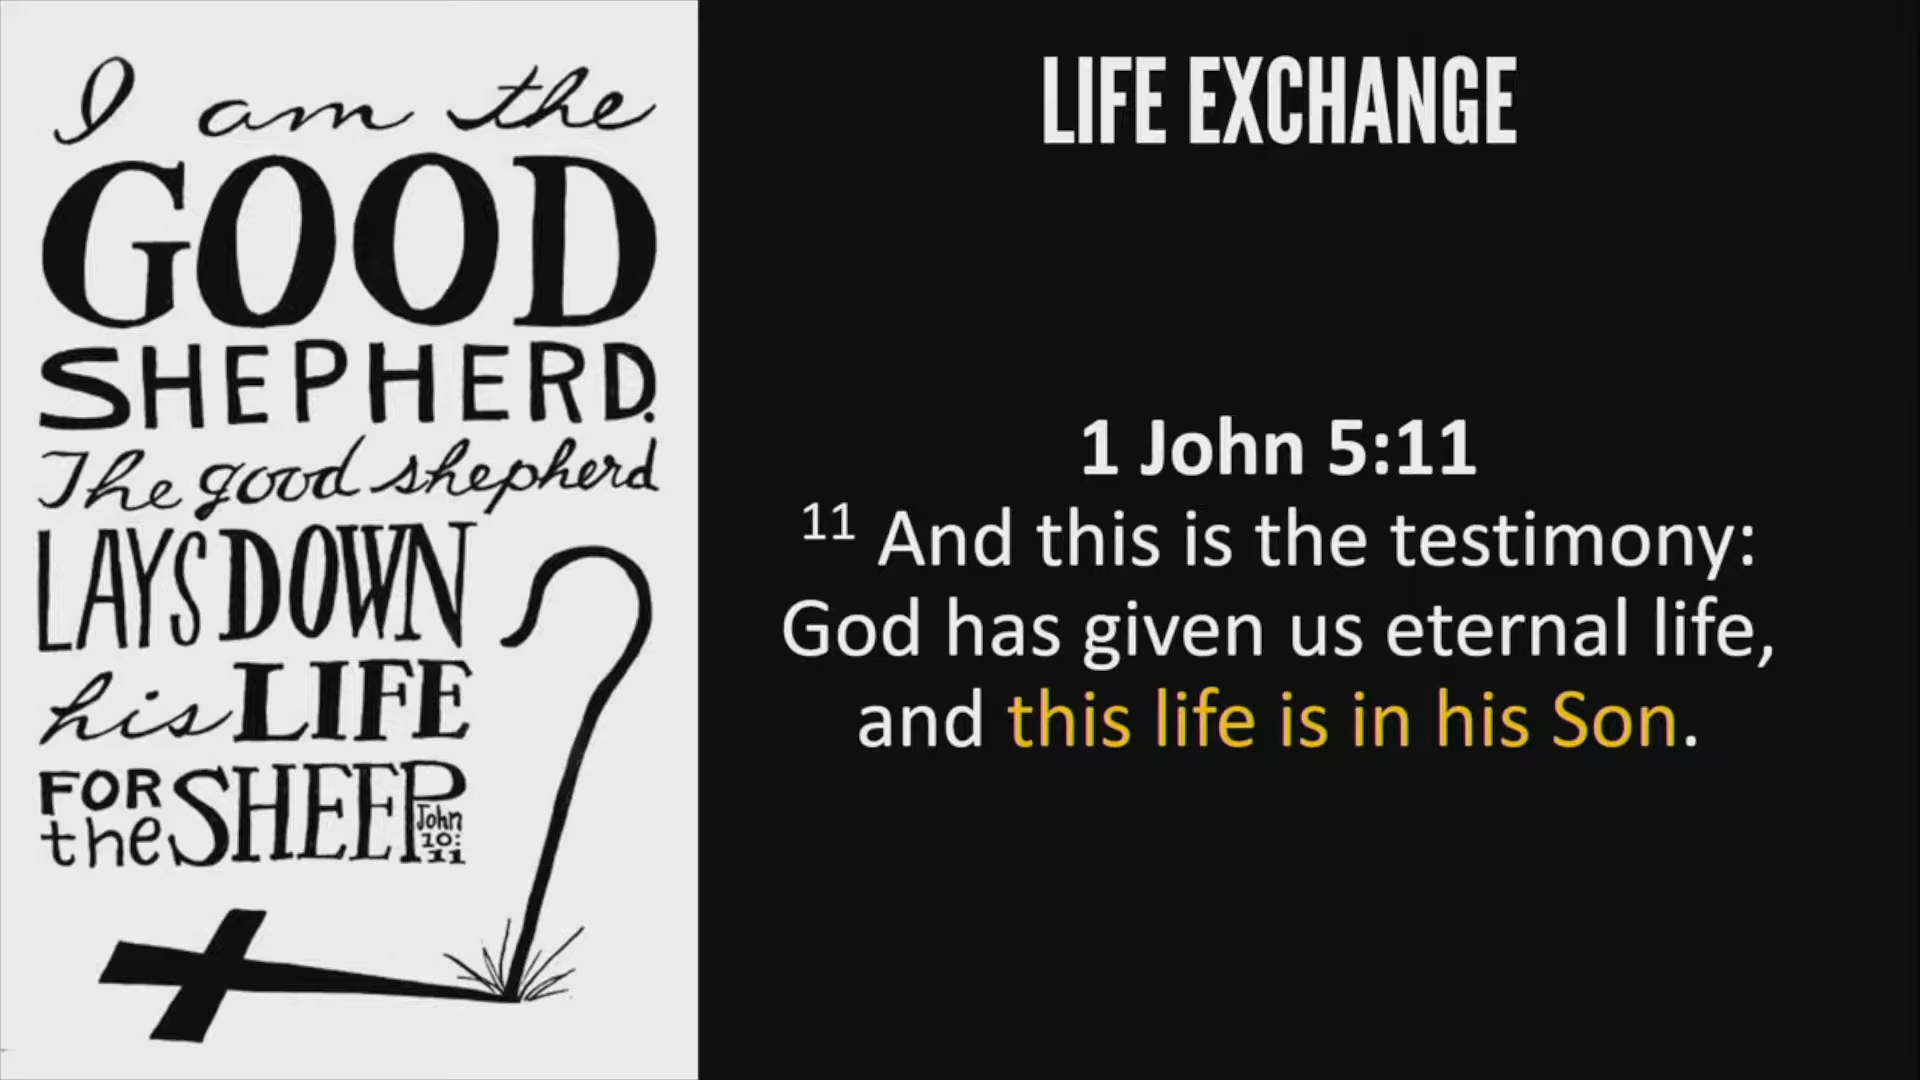 I am the
GOOD
SHEPHERD.
The good shepherd
LAYS DOWN
his LIFE
FOR
the SHEEP
John
10:
11
LIFE EXCHANGE
1 John 5:11
11 And this is the testimony:
God has given us eternal life,
and this life is in his Son.